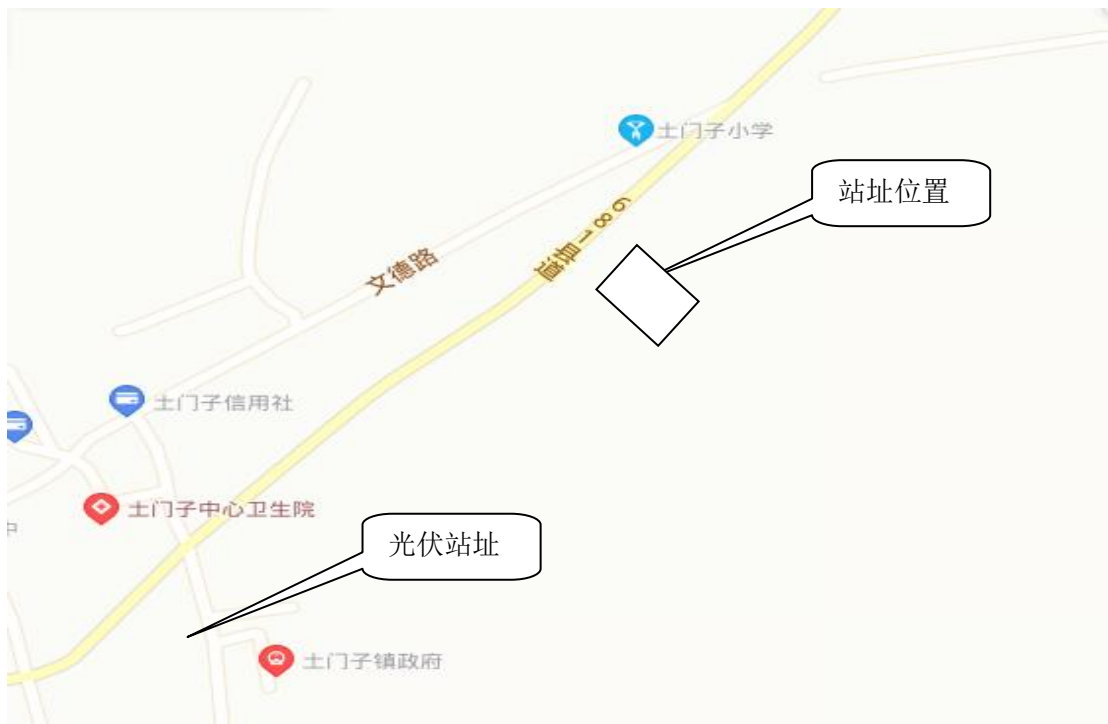 土门子小学
站址位置
681县道
文德路
土门子信用社
土门子中心卫生院
中
光伏站址
土门子镇政府